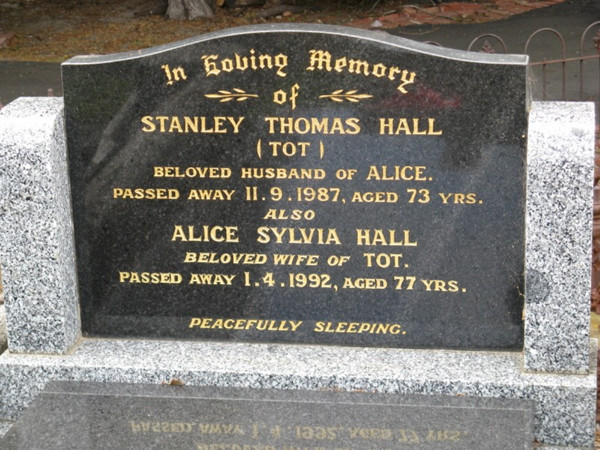 In Loving Memory
of
STANLEY THOMAS HALL
(TOT)
BELOVED HUSBAND OF ALICE.
PASSED AWAY 11.9.1987, AGED 73 YRS.
ALSO
ALICE SYLVIA HALL
BELOVED WIFE OF TOT.
PASSED AWAY 1.4.1992, AGED 77 YRS.
PEACEFULLY SLEEPING.